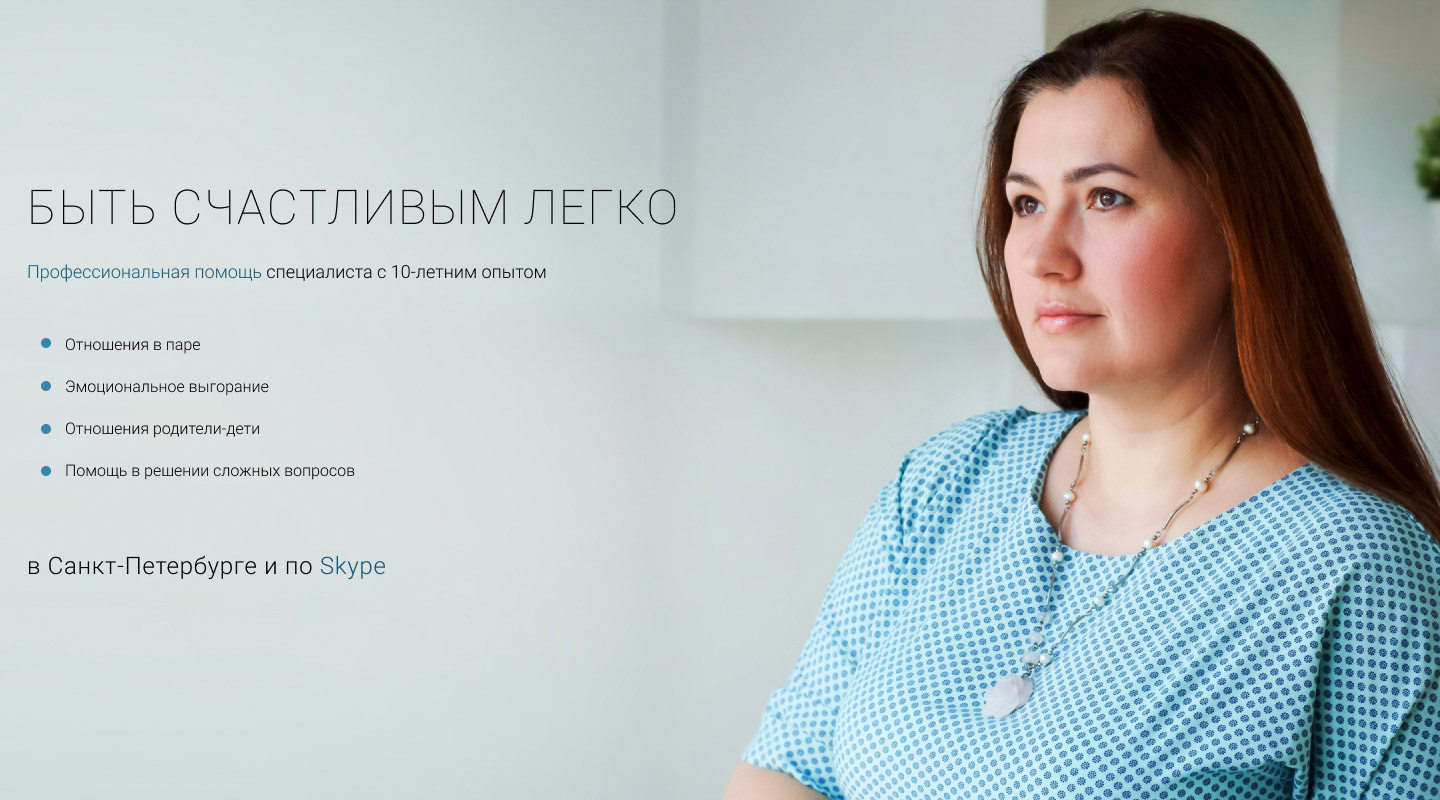 БЫТЬ СЧАСТЛИВЫМ ЛЕГКО
Профессиональная помощь специалиста с 10-летним опытом
Отношения в паре
Эмоциональное выгорание
Отношения родители-дети
Помощь в решении сложных вопросов
в Санкт-Петербурге и по Skype